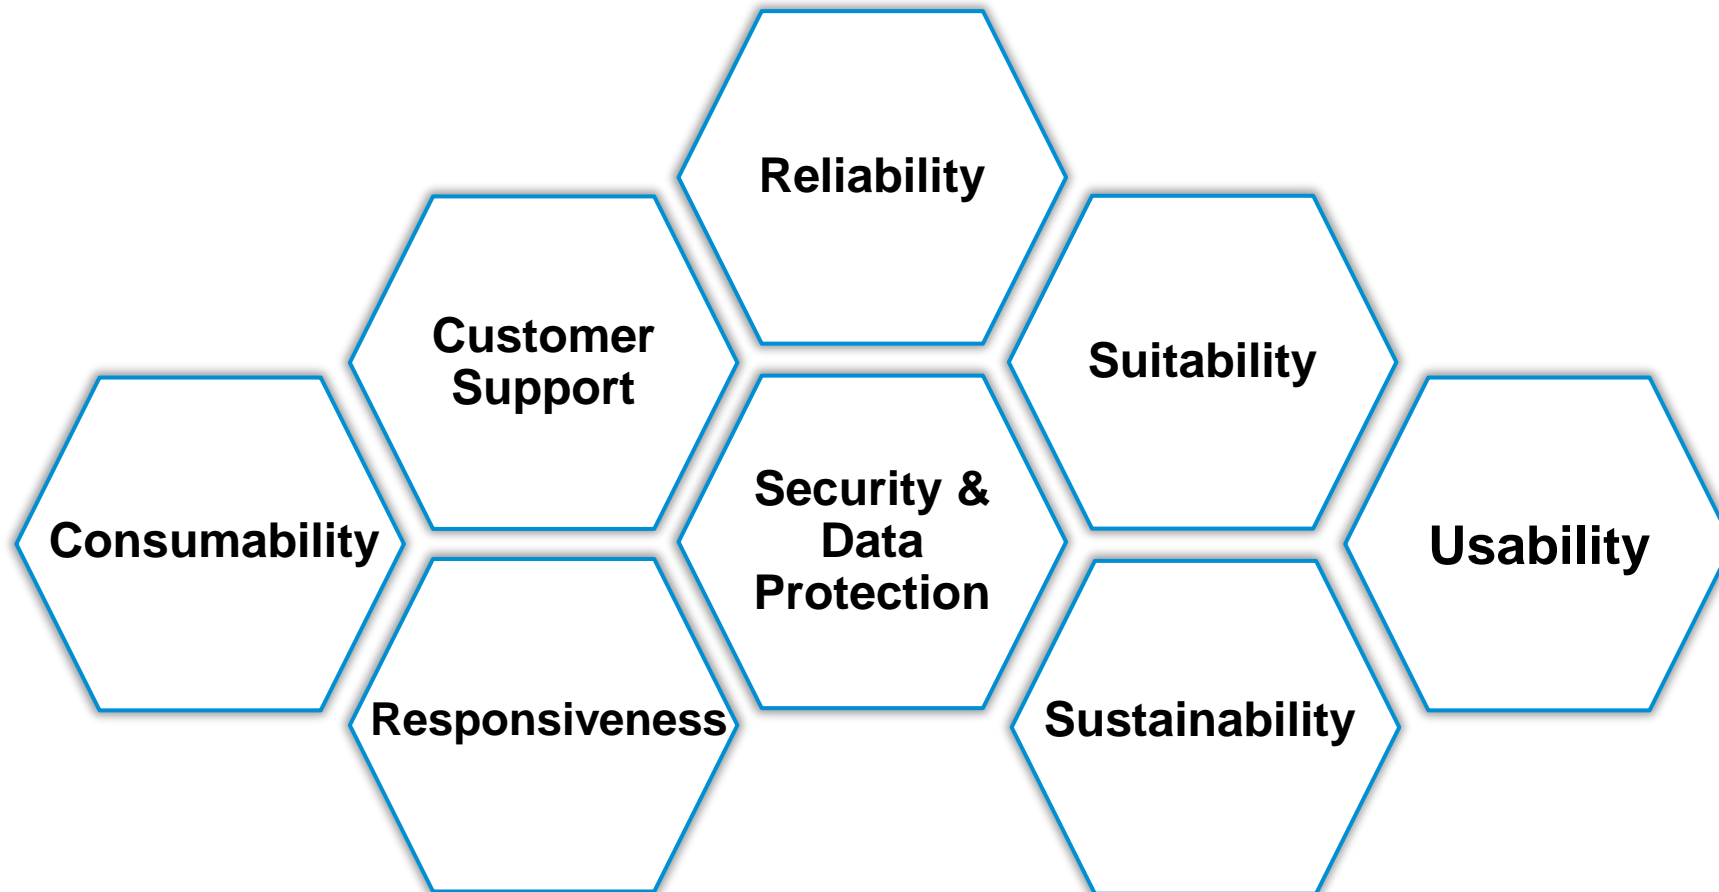 Reliability
Customer
Support
Suitability
Security &
Data
Protection
Consumability
Usability
Responsiveness
Sustainability